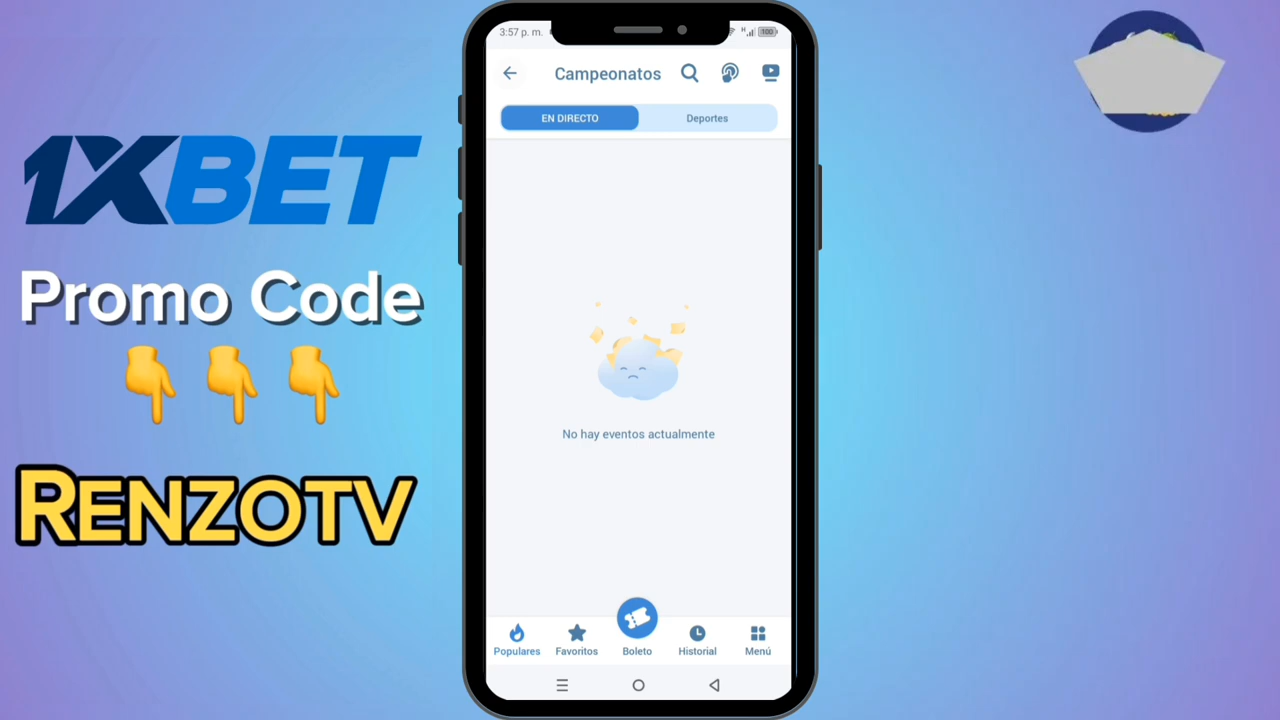 1XBET
Promo Code
RENZOTV
3:57 p. m.
H
100
Campeonatos
EN DIRECTO
Deportes
No hay eventos actualmente
Populares
Favoritos
Boleto
Historial
Menú